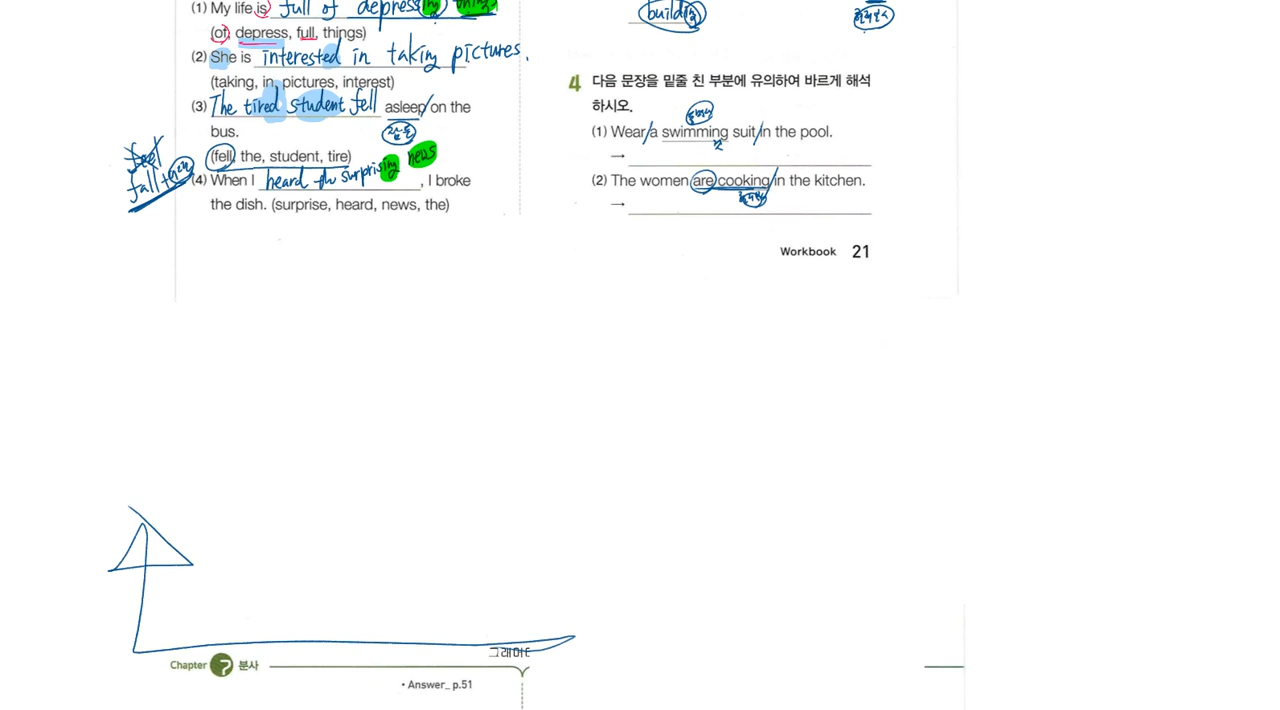 (1) My life is full of depressing things
(of, depress, full, things)
(2) She is interested in taking pictures.
(taking, in, pictures, interest)
(3) The tired student fell asleep on the
bus.
(fell, the, student, tire)
feel
fall
(4) When I heard the surprising news, I broke
the dish. (surprise, heard, news, the)
building
4 다음 문장을 밑줄 친 부분에 유의하여 바르게 해석
하시오.
(1) Wear a swimming suit in the pool.
→
(2) The women are cooking in the kitchen.
→
Workbook 21
Chapter 7 분사
• Answer_ p.51